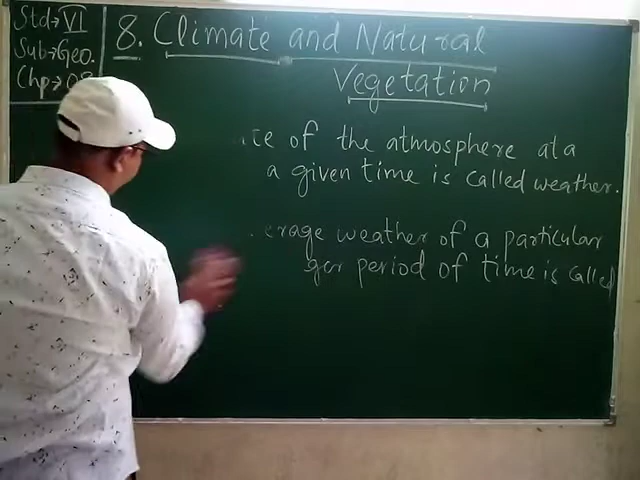 Std→VI
Sub→Geo.
Chp→08
8. Climate and Natural
Vegetation
of the atmosphere at a
a given time is called weather.
erage weather of a particular
ger period of time is called